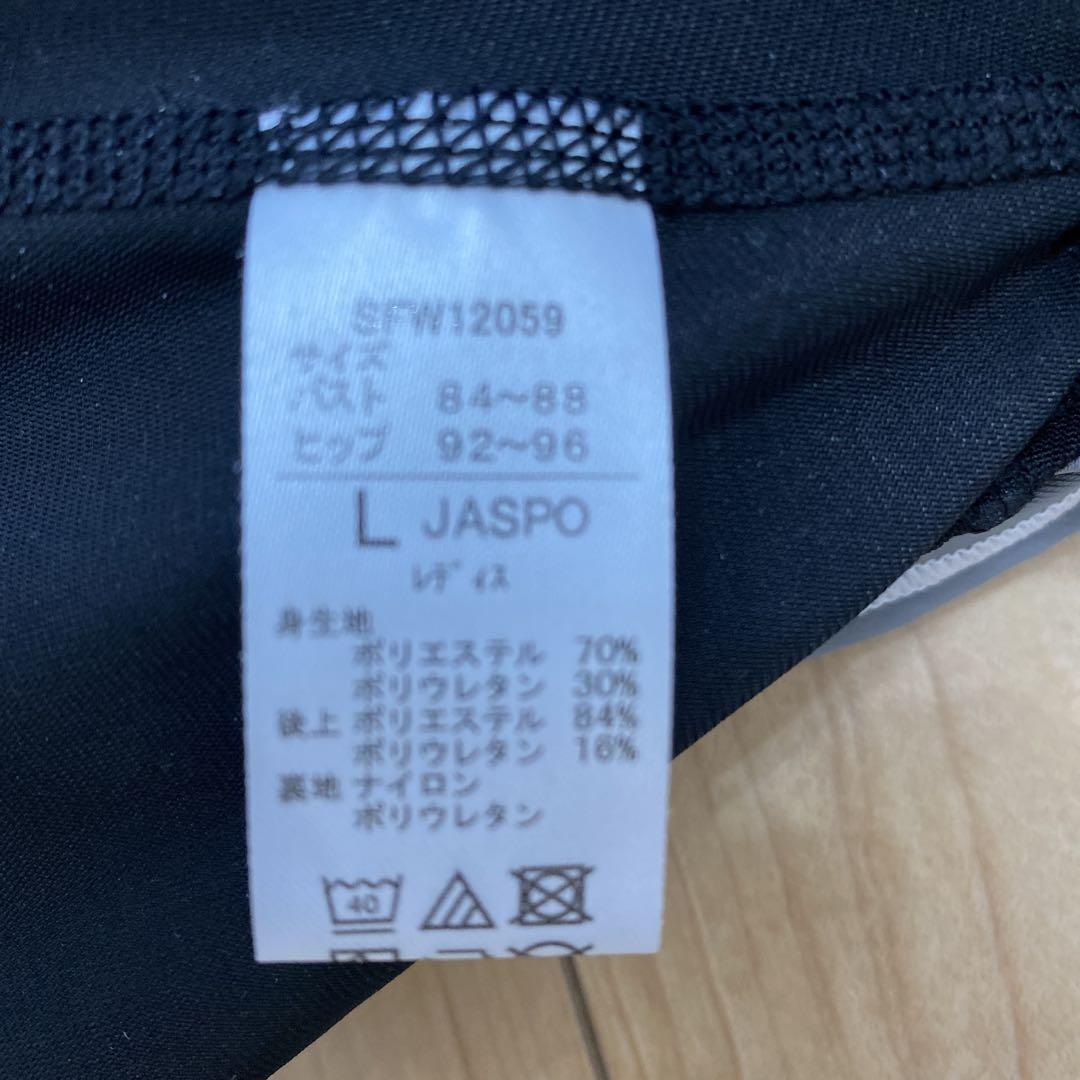 SFW12059
サイズ
バスト 84～88
ヒップ 92～96
L JASPO
レディス
身生地
ポリエステル 70%
ポリウレタン 30%
後上 ポリエステル 84%
ポリウレタン 16%
裏地 ナイロン
ポリウレタン
40